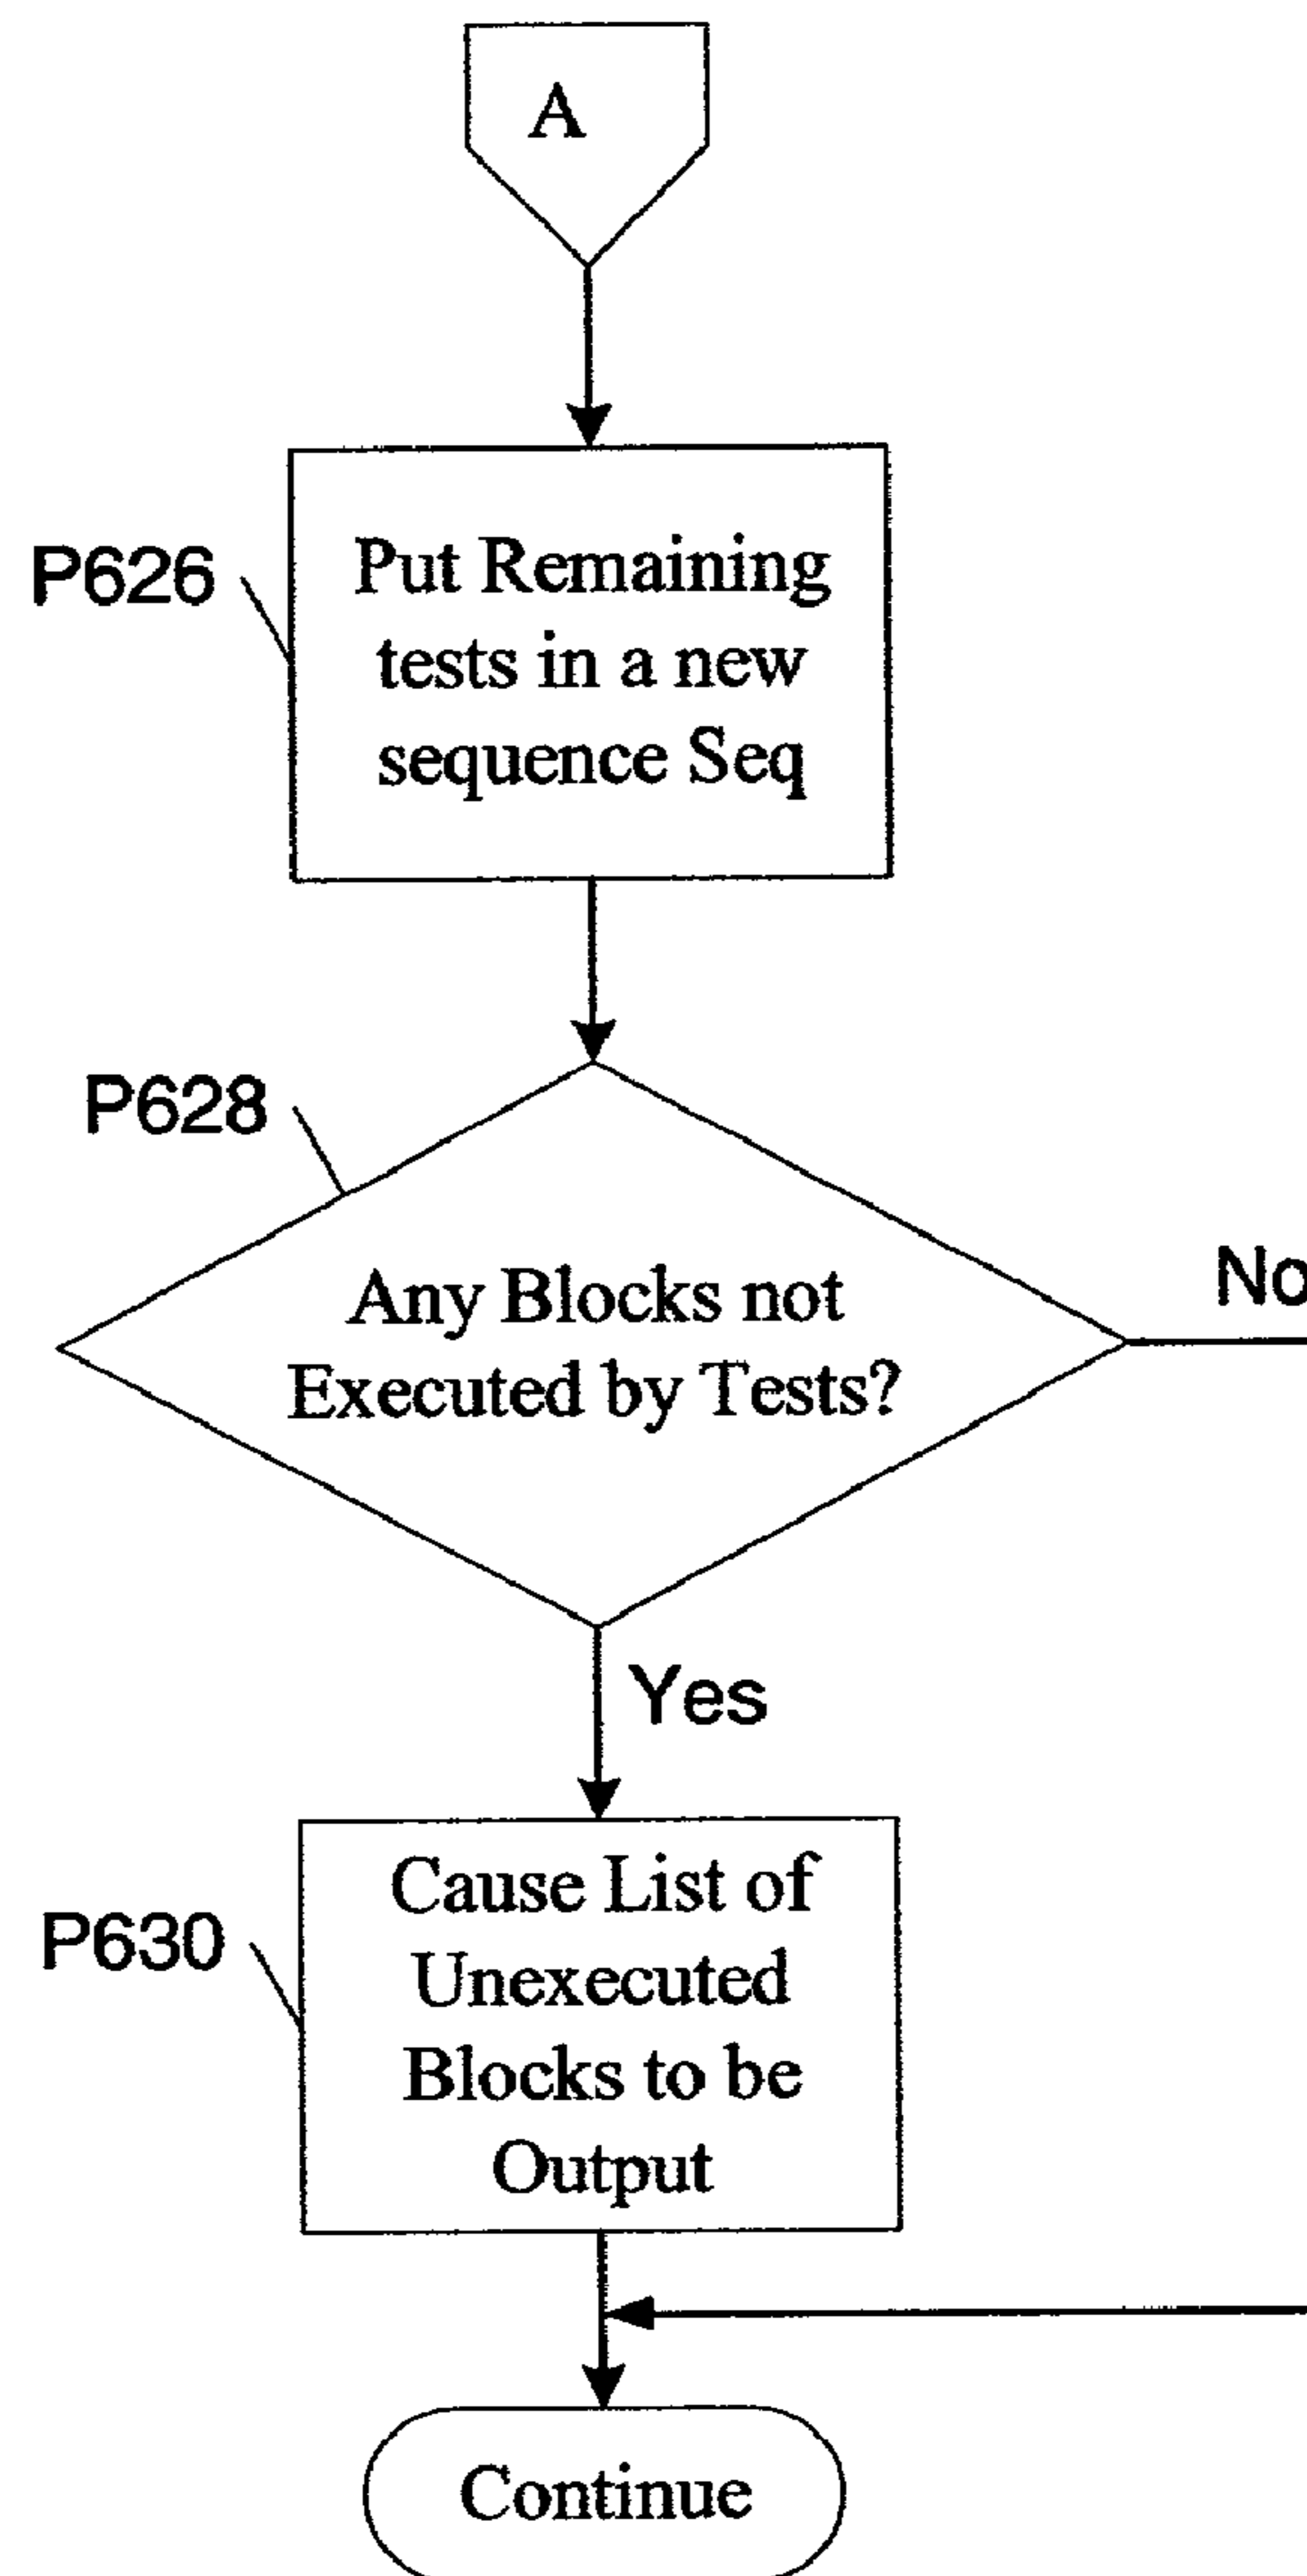 A
P626
Put Remaining
tests in a new
sequence Seq
P628
Any Blocks not
Executed by Tests?
No
Yes
P630
Cause List of
Unexecuted
Blocks to be
Output
Continue